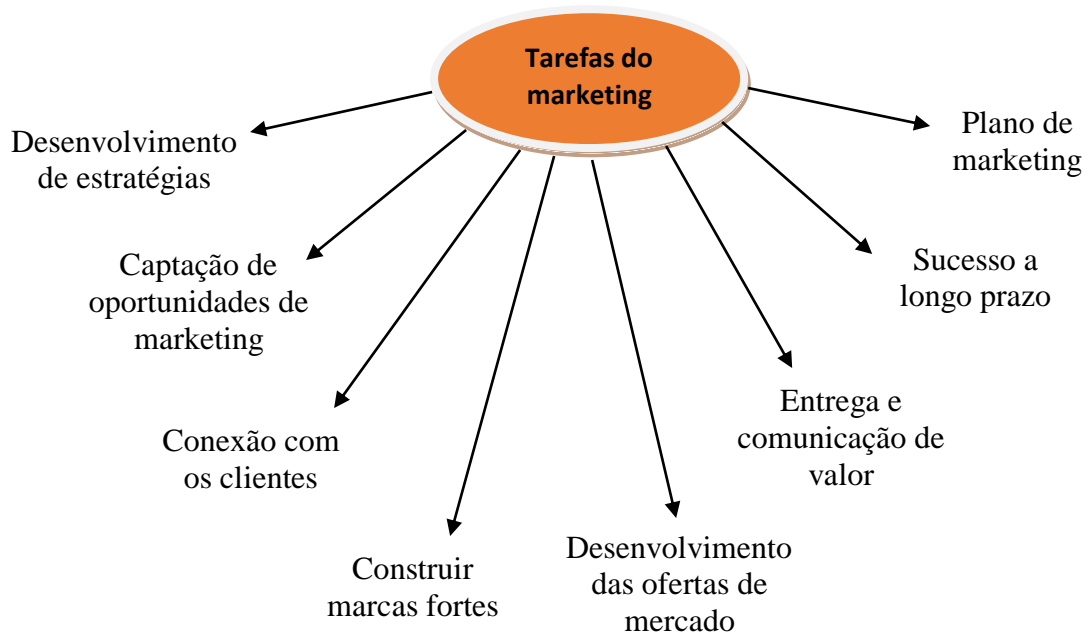 Tarefas do
marketing
Desenvolvimento
de estratégias
Captação de
oportunidades de
marketing
Conexão com
os clientes
Construir
marcas fortes
Desenvolvimento
das ofertas de
mercado
Entrega e
comunicação de
valor
Sucesso a
longo prazo
Plano de
marketing